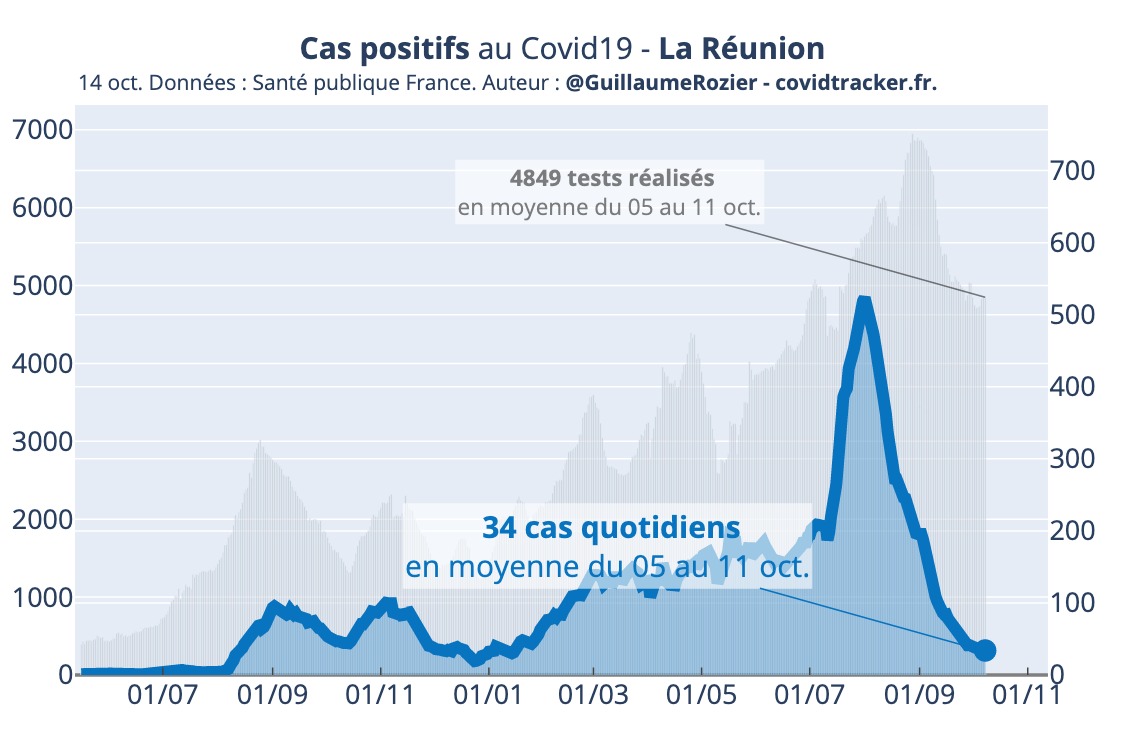 Cas positifs au Covid19 - La Réunion
14 oct. Données : Santé publique France. Auteur : @GuillaumeRozier - covidtracker.fr.
7000
6000
5000
4000
3000
2000
1000
0
4849 tests réalisés
en moyenne du 05 au 11 oct.
34 cas quotidiens
en moyenne du 05 au 11 oct.
700
600
500
400
300
200
100
0
01/07 01/09 01/11 01/01 01/03 01/05 01/07 01/09 01/11